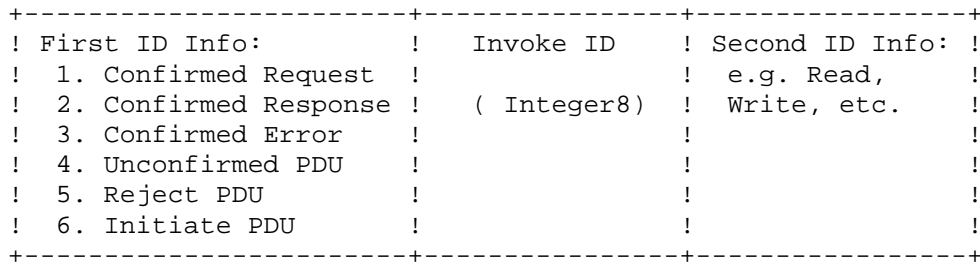 +------------------------+----------------+-----------------+
! First ID Info:         !   Invoke ID    ! Second ID Info: !
!  1. Confirmed Request  !                !  e.g. Read,     !
!  2. Confirmed Response !   ( Integer8)  !  Write, etc.    !
!  3. Confirmed Error    !                !                 !
!  4. Unconfirmed PDU    !                !                 !
!  5. Reject PDU         !                !                 !
!  6. Initiate PDU       !                !                 !
+------------------------+----------------+-----------------+